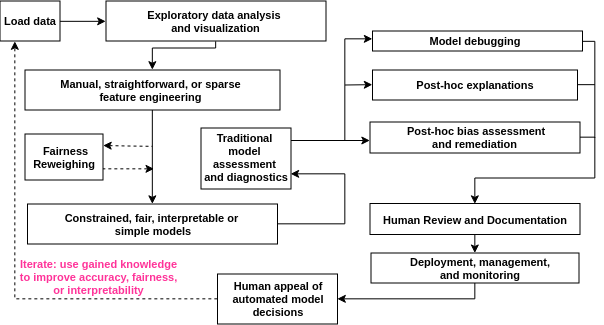 Load data
Exploratory data analysis
and visualization
Model debugging
Manual, straightforward, or sparse
feature engineering
Post-hoc explanations
Fairness
Reweighing
Traditional
model
assessment
and diagnostics
Post-hoc bias assessment
and remediation
Constrained, fair, interpretable or
simple models
Human Review and Documentation
Iterate: use gained knowledge
to improve accuracy, fairness,
or interpretability
Deployment, management,
and monitoring
Human appeal of
automated model
decisions